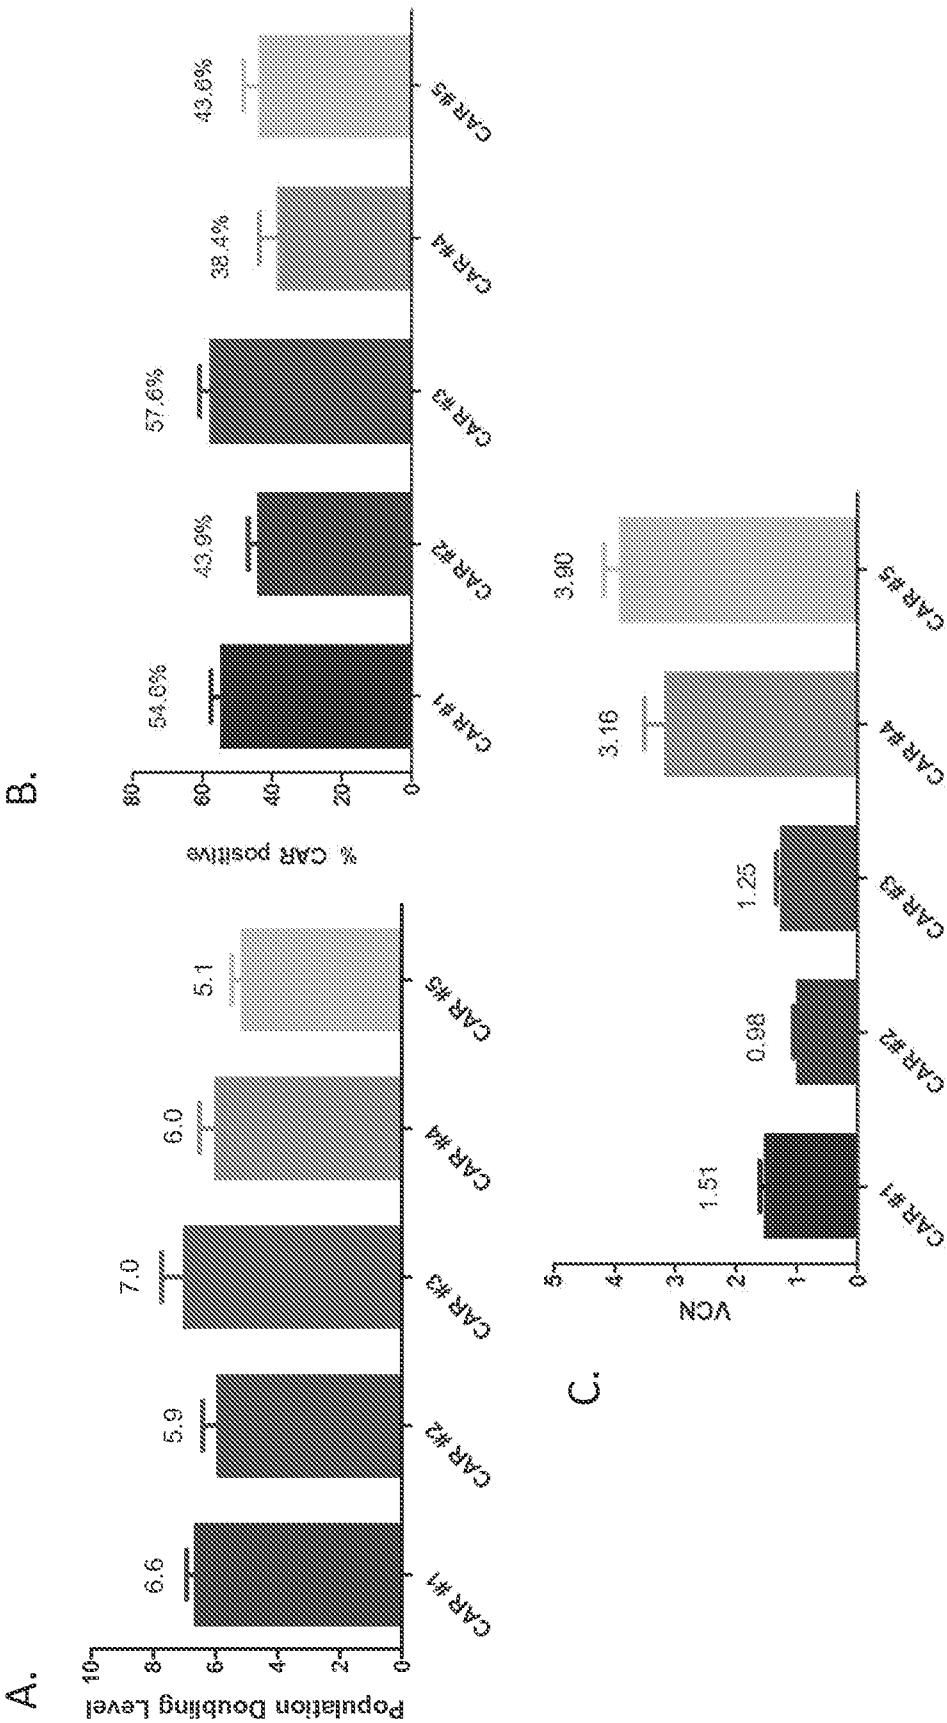 A.
Population Doubling Level
10
8
6
4
2
0
6.6
5.9
7.0
6.0
5.1
CAR #1
CAR #2
CAR #3
CAR #4
CAR #5
B.
% CAR positive
80
60
40
20
0
54.6%
43.9%
57.6%
38.4%
43.6%
CAR #1
CAR #2
CAR #3
CAR #4
CAR #5
C.
VCN
5
4
3
2
1
0
1.51
0.98
1.25
3.16
3.90
CAR #1
CAR #2
CAR #3
CAR #4
CAR #5